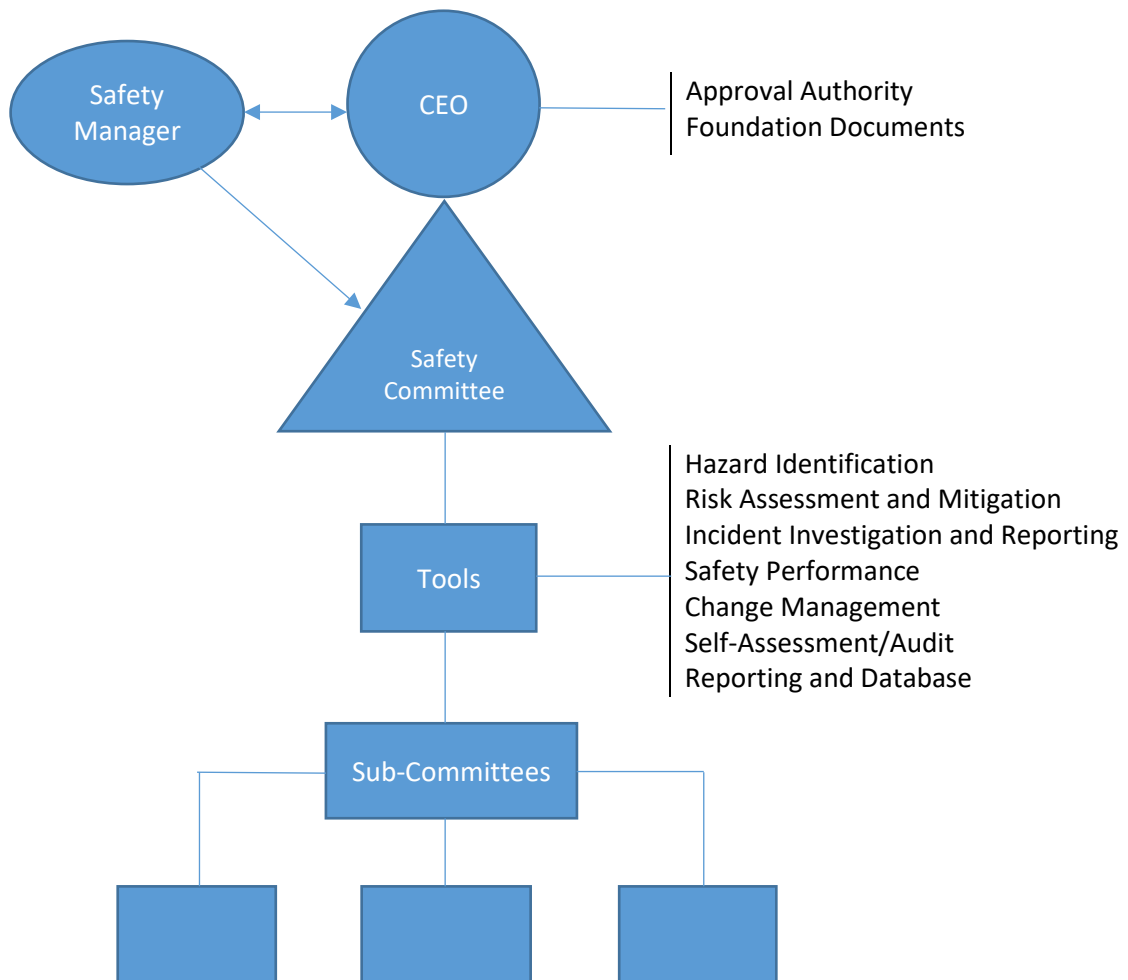 Safety
Manager
CEO
Approval Authority
Foundation Documents
Safety
Committee
Hazard Identification
Risk Assessment and Mitigation
Incident Investigation and Reporting
Tools
Safety Performance
Change Management
Self-Assessment/Audit
Reporting and Database
Sub-Committees